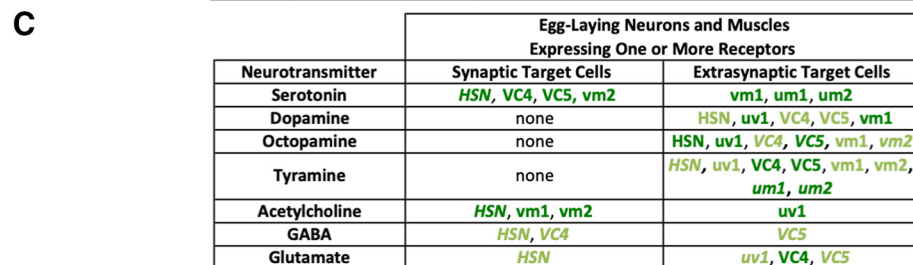 C
Egg-Laying Neurons and Muscles
Expressing One or More Receptors
Neurotransmitter Synaptic Target Cells Extrasynaptic Target Cells
Serotonin HSN, VC4, VC5, vm2 vm1, um1, um2
Dopamine none HSN, uv1, VC4, VC5, vm1
Octopamine none HSN, uv1, VC4, VC5, vm1, vm2
Tyramine none HSN, uv1, VC4, VC5, vm1, vm2,
um1, um2
Acetylcholine HSN, vm1, vm2 uv1
GABA HSN, VC4 VC5
Glutamate HSN uv1, VC4, VC5